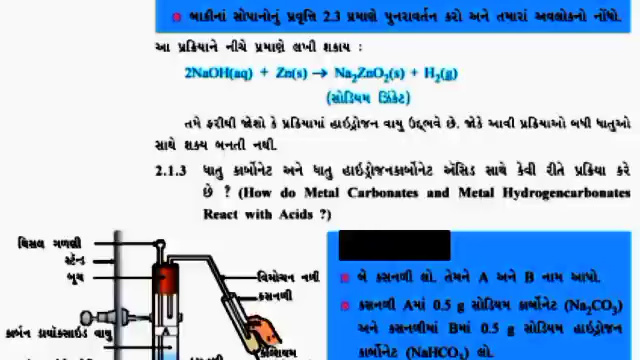 બાકીનાં સોપાનોનું પ્રવૃત્તિ 2.3 પ્રમાણે પુનરાવર્તન કરો અને તમારાં અવલોકનો નોંધો.
આ પ્રક્રિયાને નીચે પ્રમાણે લખી શકાય :
2NaOH(aq) + Zn(s) → Na₂ZnO₂(s) + H₂(g)
(સોડિયમ ઝિંકેટ)
તમે ફરીથી જોશો કે પ્રક્રિયામાં હાઇડ્રોજન વાયુ ઉદ્ભવે છે. જોકે આવી પ્રક્રિયાઓ બધી ધાતુઓ
સાથે શક્ય બનતી નથી.
2.1.3 ધાતુ કાર્બોનેટ અને ધાતુ હાઇડ્રોજનકાર્બોનેટ ઍસિડ સાથે કેવી રીતે પ્રક્રિયા કરે
છે ? (How do Metal Carbonates and Metal Hydrogencarbonates
React with Acids ?)
થિસલ ગળણી
સ્ટૅન્ડ
બૂચ
વિમોચન નળી
કસનળી
A
કાર્બન ડાયૉક્સાઇડ વાયુ
કૅલ્શિયમ
બે કસનળી લો. તેમને A અને B નામ આપો.
કસનળી Aમાં 0.5 g સોડિયમ કાર્બોનેટ (Na₂CO₃)
અને કસનળીમાં Bમાં 0.5 g સોડિયમ હાઇડ્રોજન
કાર્બોનેટ (NaHCO₃) લો.